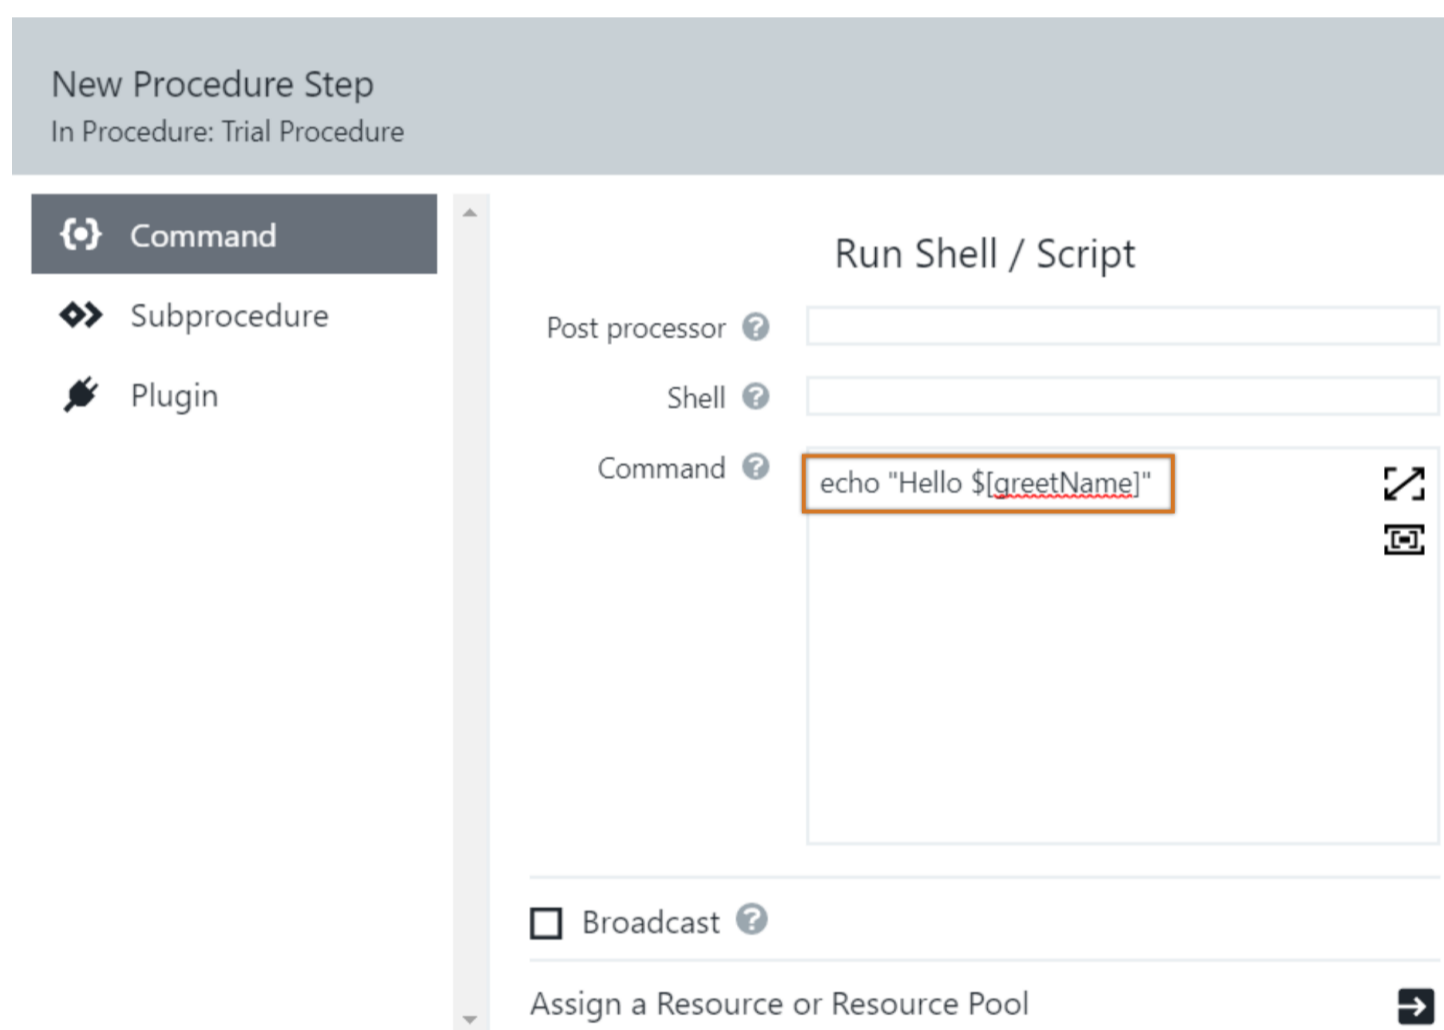 New Procedure Step
In Procedure: Trial Procedure
Command
Subprocedure
Plugin
Run Shell / Script
Post processor
Shell
Command
echo "Hello $[greetName]"
Broadcast
Assign a Resource or Resource Pool